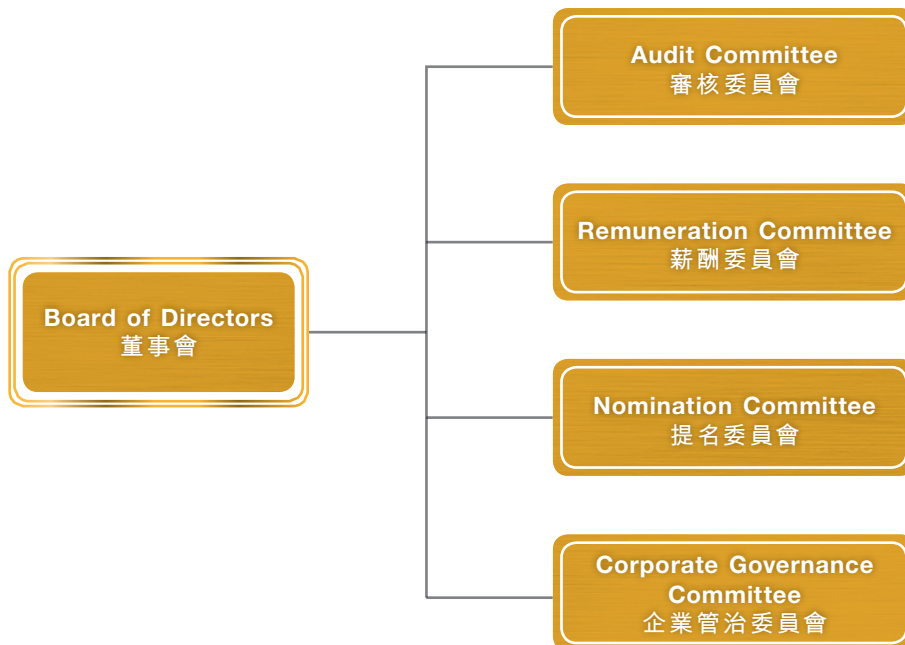 Audit Committee
審核委員會
Remuneration Committee
薪酬委員會
Board of Directors
董事會
Nomination Committee
提名委員會
Corporate Governance
Committee
企業管治委員會